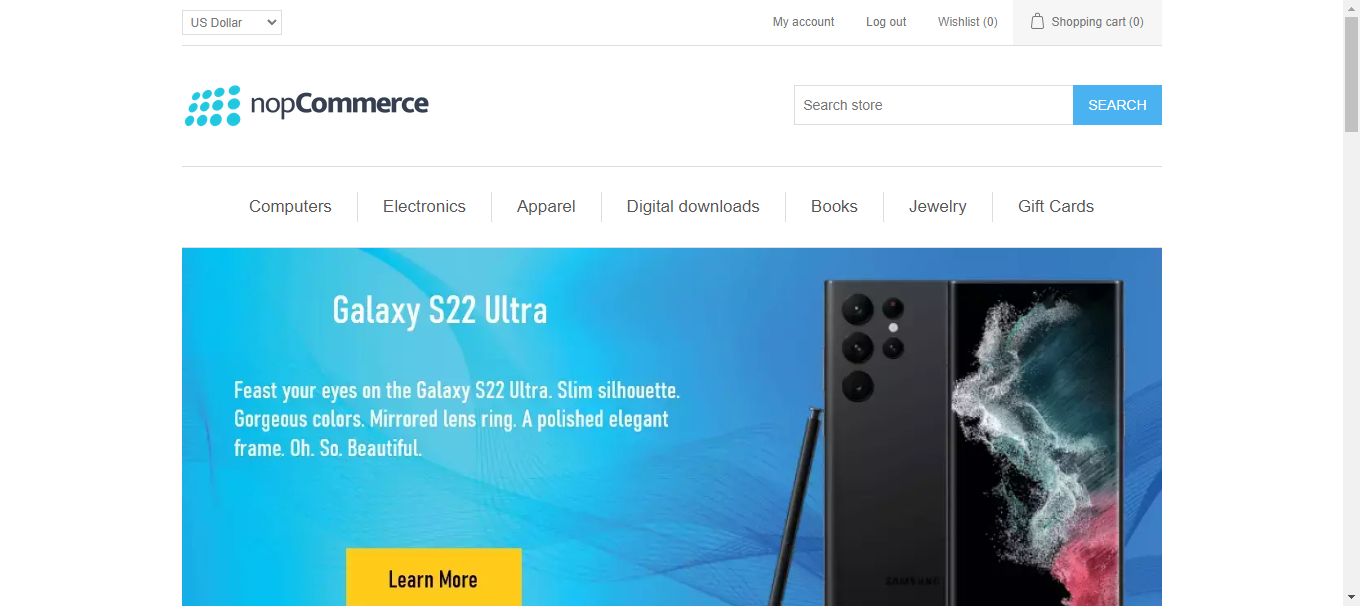 US Dollar
My account
Log out
Wishlist (0)
Shopping cart (0)
nopCommerce
Search store
SEARCH
Computers
Electronics
Apparel
Digital downloads
Books
Jewelry
Gift Cards
Galaxy S22 Ultra
Feast your eyes on the Galaxy S22 Ultra. Slim silhouette.
Gorgeous colors. Mirrored lens ring. A polished elegant
frame. Oh. So. Beautiful.
Learn More
SAMSUNG